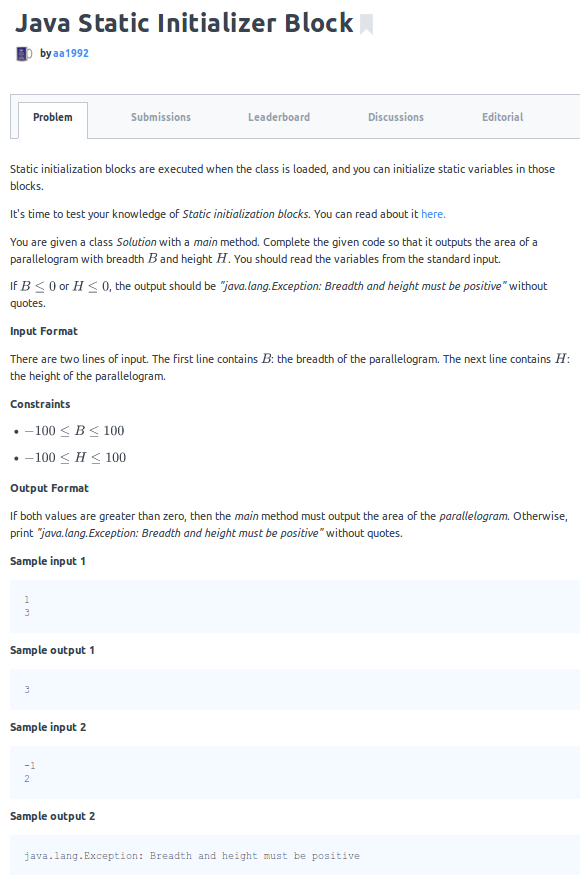 Java Static Initializer Block
by aa1992
Problem Submissions Leaderboard Discussions Editorial
Static initialization blocks are executed when the class is loaded, and you can initialize static variables in those
blocks.
It's time to test your knowledge of Static initialization blocks. You can read about it here.
You are given a class Solution with a main method. Complete the given code so that it outputs the area of a
parallelogram with breadth B and height H. You should read the variables from the standard input.
If B ≤ 0 or H ≤ 0, the output should be "java.lang.Exception: Breadth and height must be positive" without
quotes.
Input Format
There are two lines of input. The first line contains B: the breadth of the parallelogram. The next line contains H:
the height of the parallelogram.
Constraints
• −100 ≤ B ≤ 100
• −100 ≤ H ≤ 100
Output Format
If both values are greater than zero, then the main method must output the area of the parallelogram. Otherwise,
print "java.lang.Exception: Breadth and height must be positive" without quotes.
Sample input 1
1
3
Sample output 1
3
Sample input 2
-1
2
Sample output 2
java.lang.Exception: Breadth and height must be positive